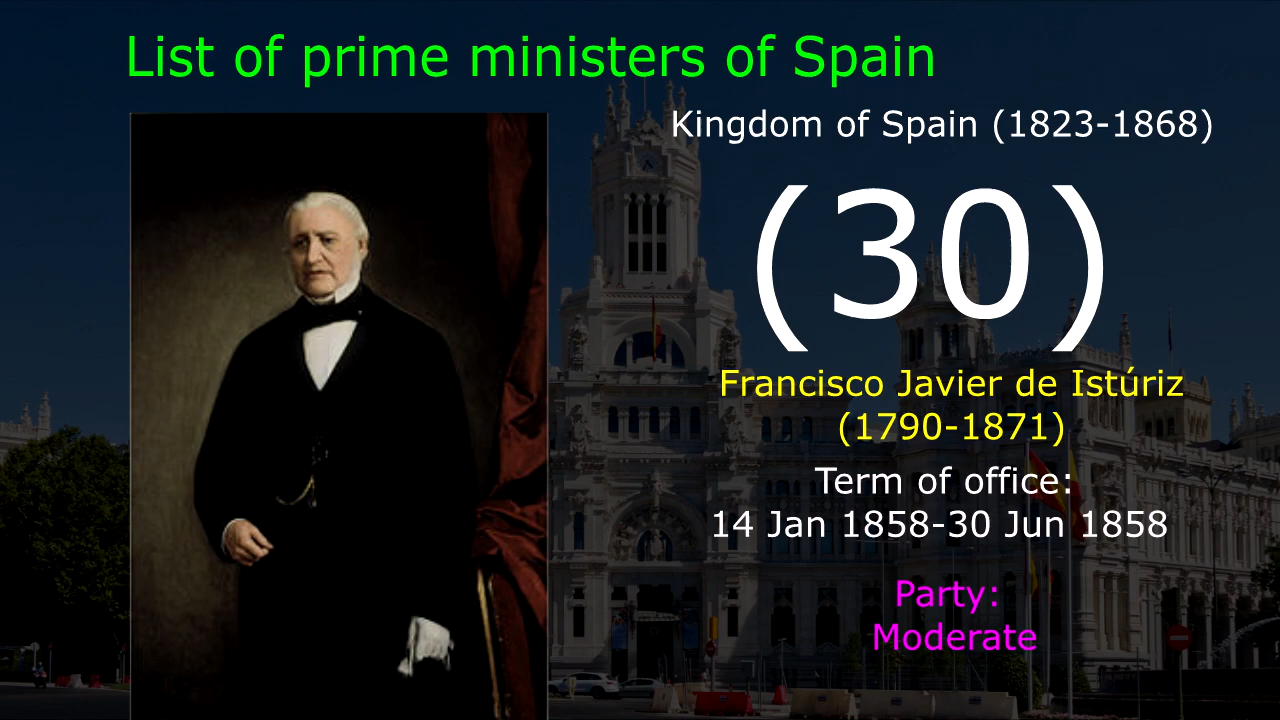 List of prime ministers of Spain
Kingdom of Spain (1823-1868)
(30)
Francisco Javier de Istúriz
(1790-1871)
Term of office:
14 Jan 1858-30 Jun 1858
Party:
Moderate